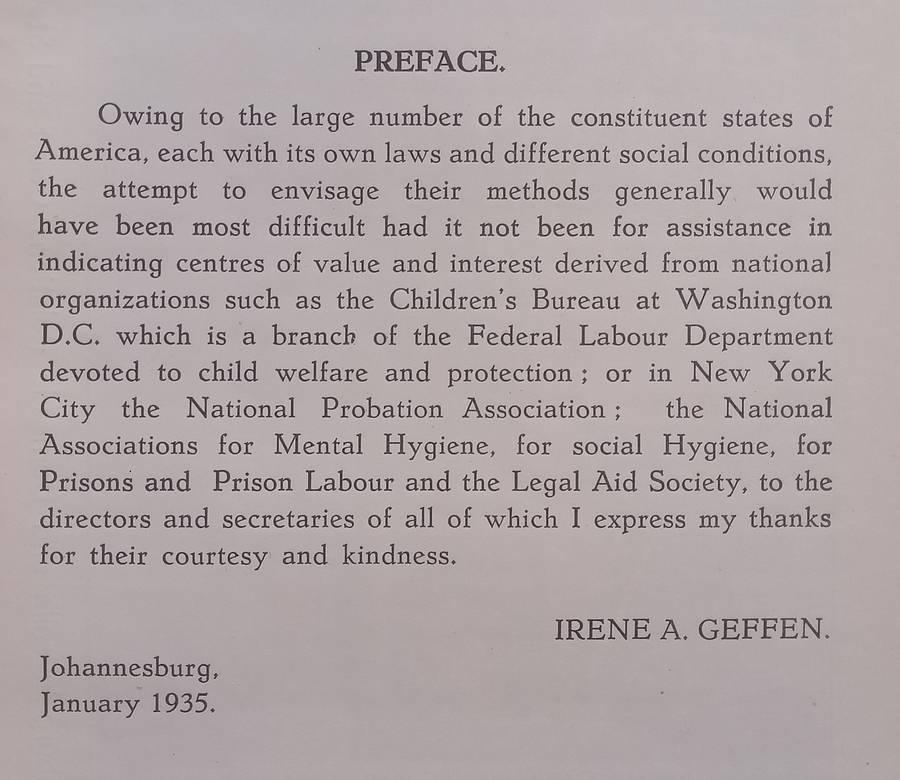 PREFACE.
Owing to the large number of the constituent states of
America, each with its own laws and different social conditions,
the attempt to envisage their methods generally would
have been most difficult had it not been for assistance in
indicating centres of value and interest derived from national
organizations such as the Children's Bureau at Washington
D.C. which is a branch of the Federal Labour Department
devoted to child welfare and protection ; or in New York
City the National Probation Association ; the National
Associations for Mental Hygiene, for social Hygiene, for
Prisons and Prison Labour and the Legal Aid Society, to the
directors and secretaries of all of which I express my thanks
for their courtesy and kindness.
IRENE A. GEFFEN.
Johannesburg,
January 1935.